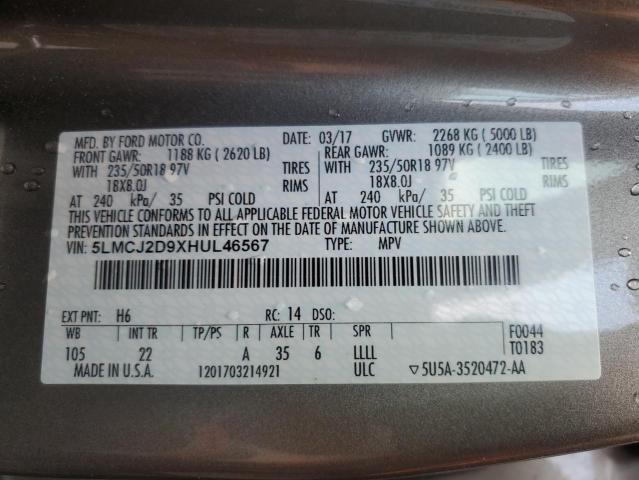 MFD. BY FORD MOTOR CO. DATE: 03/17 GVWR: 2268 KG ( 5000 LB)
FRONT GAWR: 1188 KG ( 2620 LB) REAR GAWR: 1089 KG ( 2400 LB)
WITH 235/50R18 97V TIRES WITH 235/50R18 97V TIRES
18X8.0J RIMS 18X8.0J RIMS
AT 240 kPa/ 35 PSI COLD AT 240 kPa/ 35 PSI COLD
THIS VEHICLE CONFORMS TO ALL APPLICABLE FEDERAL MOTOR VEHICLE SAFETY AND THEFT
PREVENTION STANDARDS IN EFFECT ON THE DATE OF MANUFACTURE SHOWN ABOVE.
VIN: 5LMCJ2D9XHUL46567 TYPE: MPV
EXT PNT: H6 RC: 14 DSO:
WB INT TR TP/PS R AXLE TR SPR F0044
105 22 A 35 6 LLLL T0183
MADE IN U.S.A. 1201703214921 ULC ▽5U5A-3520472-AA